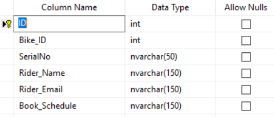 Column Name Data Type Allow Nulls
ID int
Bike_ID int
SerialNo nvarchar(50)
Rider_Name nvarchar(150)
Rider_Email nvarchar(150)
Book_Schedule nvarchar(150)